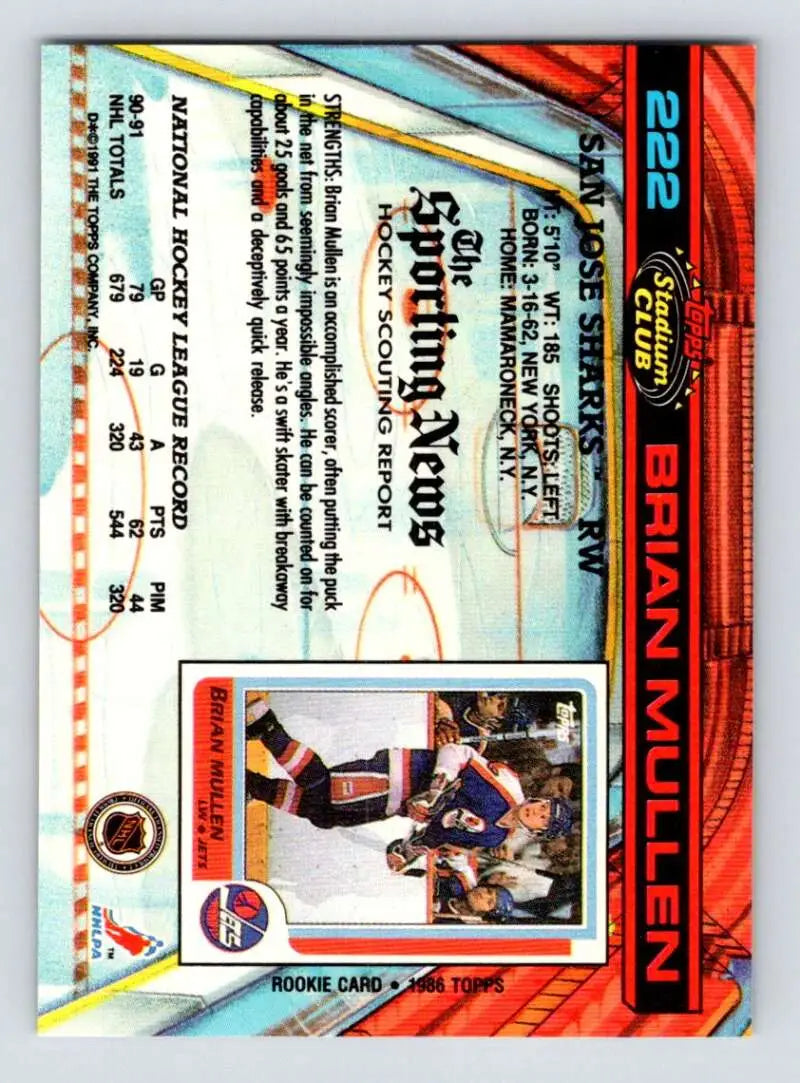 222
Topps
Stadium
CLUB
BRIAN MULLEN
SAN JOSE SHARKS™ RW
HT: 5'10" WT: 185 SHOOTS: LEFT
BORN: 3-16-62, NEW YORK, N.Y.
HOME: MAMARONECK, N.Y.
The
Sporting News
HOCKEY SCOUTING REPORT
STRENGTHS: Brian Mullen is an accomplished scorer, often putting the puck
in the net from seemingly impossible angles. He can be counted on for
about 25 goals and 65 points a year. He's a swift skater with breakaway
capabilities and a deceptively quick release.
NATIONAL HOCKEY LEAGUE RECORD
GP G A PTS PIM
90-91 79 19 43 62 44
NHL TOTALS 679 224 320 544 320
D*©1991 THE TOPPS COMPANY, INC.
topps
BRIAN MULLEN
LW • JETS
JETS
ROOKIE CARD • 1986 TOPPS
NHL
NHLPA™